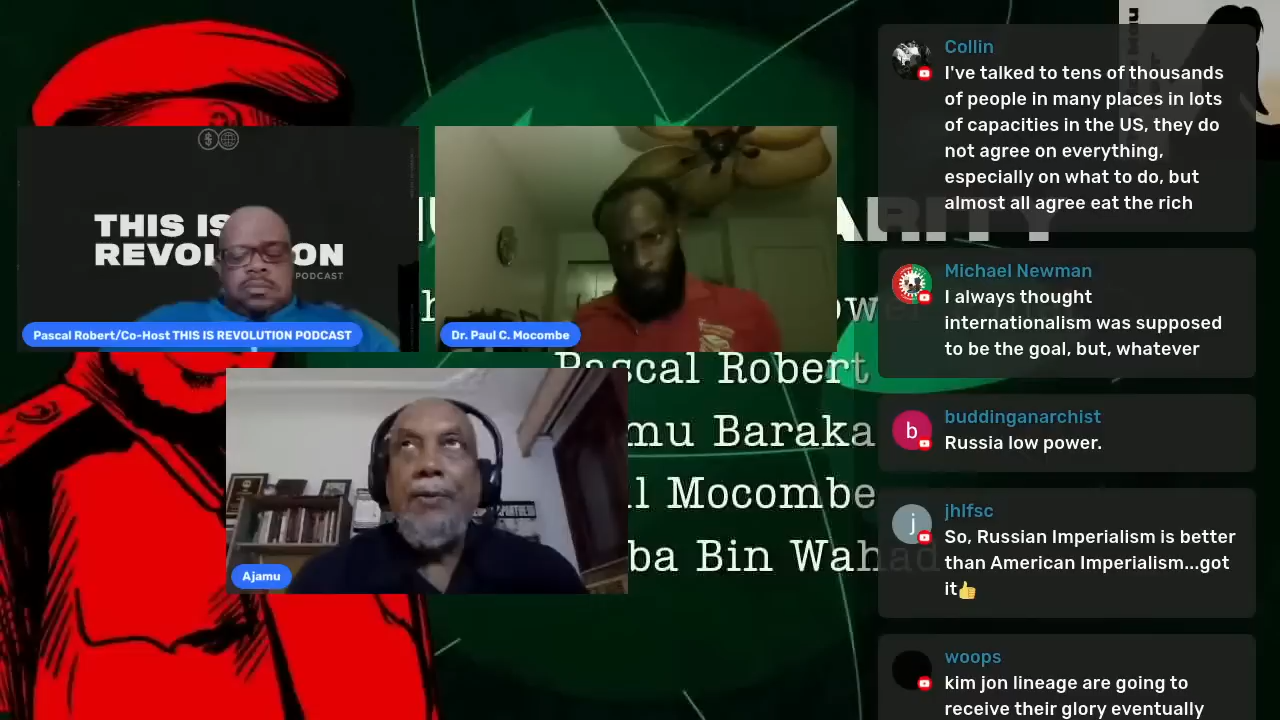 THIS IS
REVOLUTION
PODCAST
Pascal Robert/Co-Host THIS IS REVOLUTION PODCAST
Dr. Paul C. Mocombe
Ajamu
Pascal Robert
mu Baraka
l Mocombe
ba Bin Wahad
Collin
I've talked to tens of thousands
of people in many places in lots
of capacities in the US, they do
not agree on everything,
especially on what to do, but
almost all agree eat the rich
Michael Newman
I always thought
internationalism was supposed
to be the goal, but, whatever
b
buddinganarchist
Russia low power.
j
jhlfsc
So, Russian Imperialism is better
than American Imperialism...got
it👍
woops
kim jon lineage are going to
receive their glory eventually